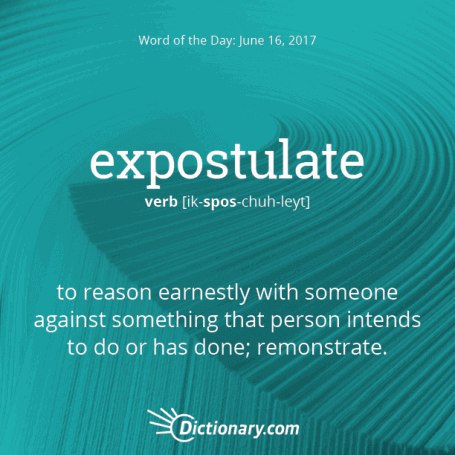 Word of the Day: June 16, 2017
expostulate
verb [ik-spos-chuh-leyt]
to reason earnestly with someone
against something that person intends
to do or has done; remonstrate.
Dictionary.com